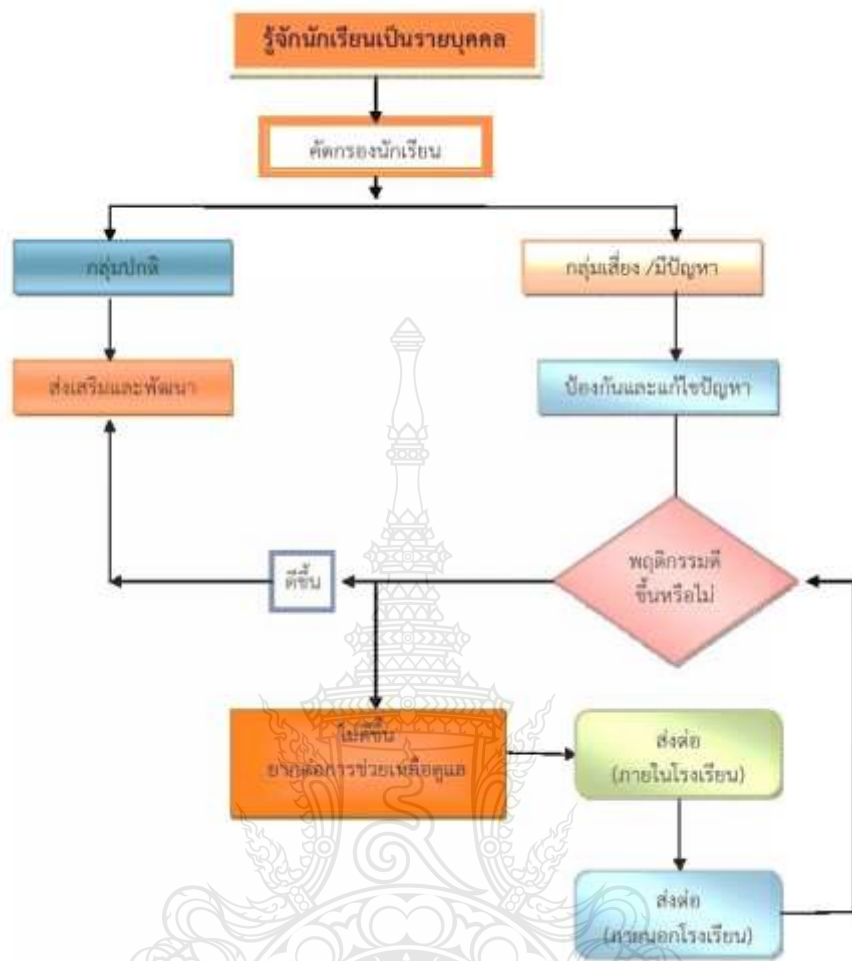 รู้จักนักเรียนเป็นรายบุคคล
คัดกรองนักเรียน
กลุ่มปกติ
กลุ่มเสี่ยง /มีปัญหา
ส่งเสริมและพัฒนา
ป้องกันและแก้ไขปัญหา
พฤติกรรมดี
ขึ้นหรือไม่
ดีขึ้น
ไม่ดีขึ้น
ยากต่อการช่วยเหลือดูแล
ส่งต่อ
(ภายในโรงเรียน)
ส่งต่อ
(ภายนอกโรงเรียน)